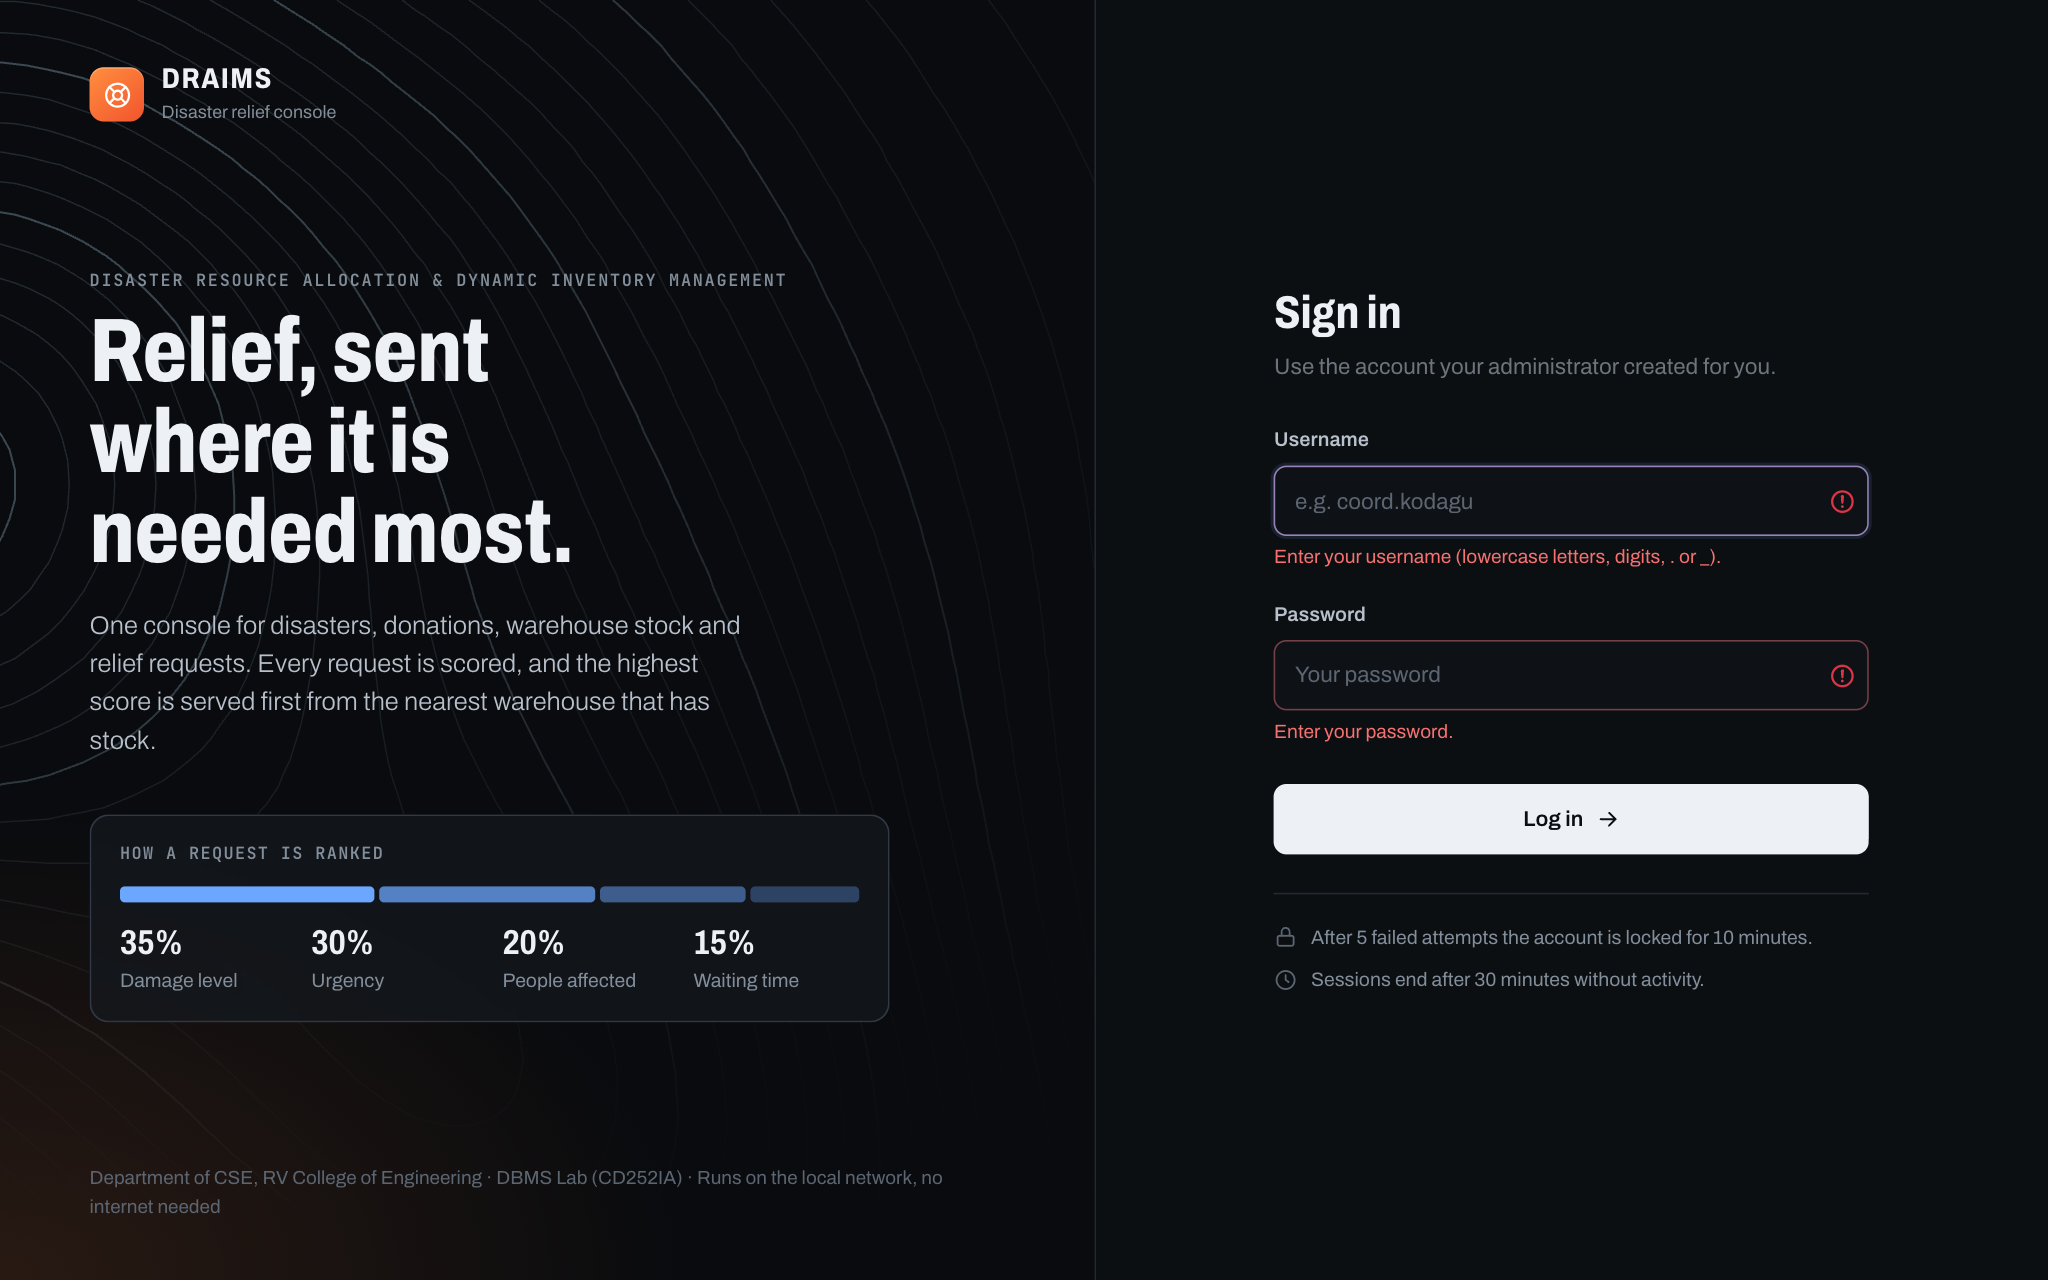 DRAIMS
Disaster relief console
DISASTER RESOURCE ALLOCATION & DYNAMIC INVENTORY MANAGEMENT
Relief, sent
where it is
needed most.
One console for disasters, donations, warehouse stock and
relief requests. Every request is scored, and the highest
score is served first from the nearest warehouse that has
stock.
HOW A REQUEST IS RANKED
35% 30% 20% 15%
Damage level Urgency People affected Waiting time
Department of CSE, RV College of Engineering · DBMS Lab (CD252IA) · Runs on the local network, no
internet needed
Sign in
Use the account your administrator created for you.
Username
e.g. coord.kodagu
Enter your username (lowercase letters, digits, . or _).
Password
Your password
Enter your password.
Log in →
After 5 failed attempts the account is locked for 10 minutes.
Sessions end after 30 minutes without activity.